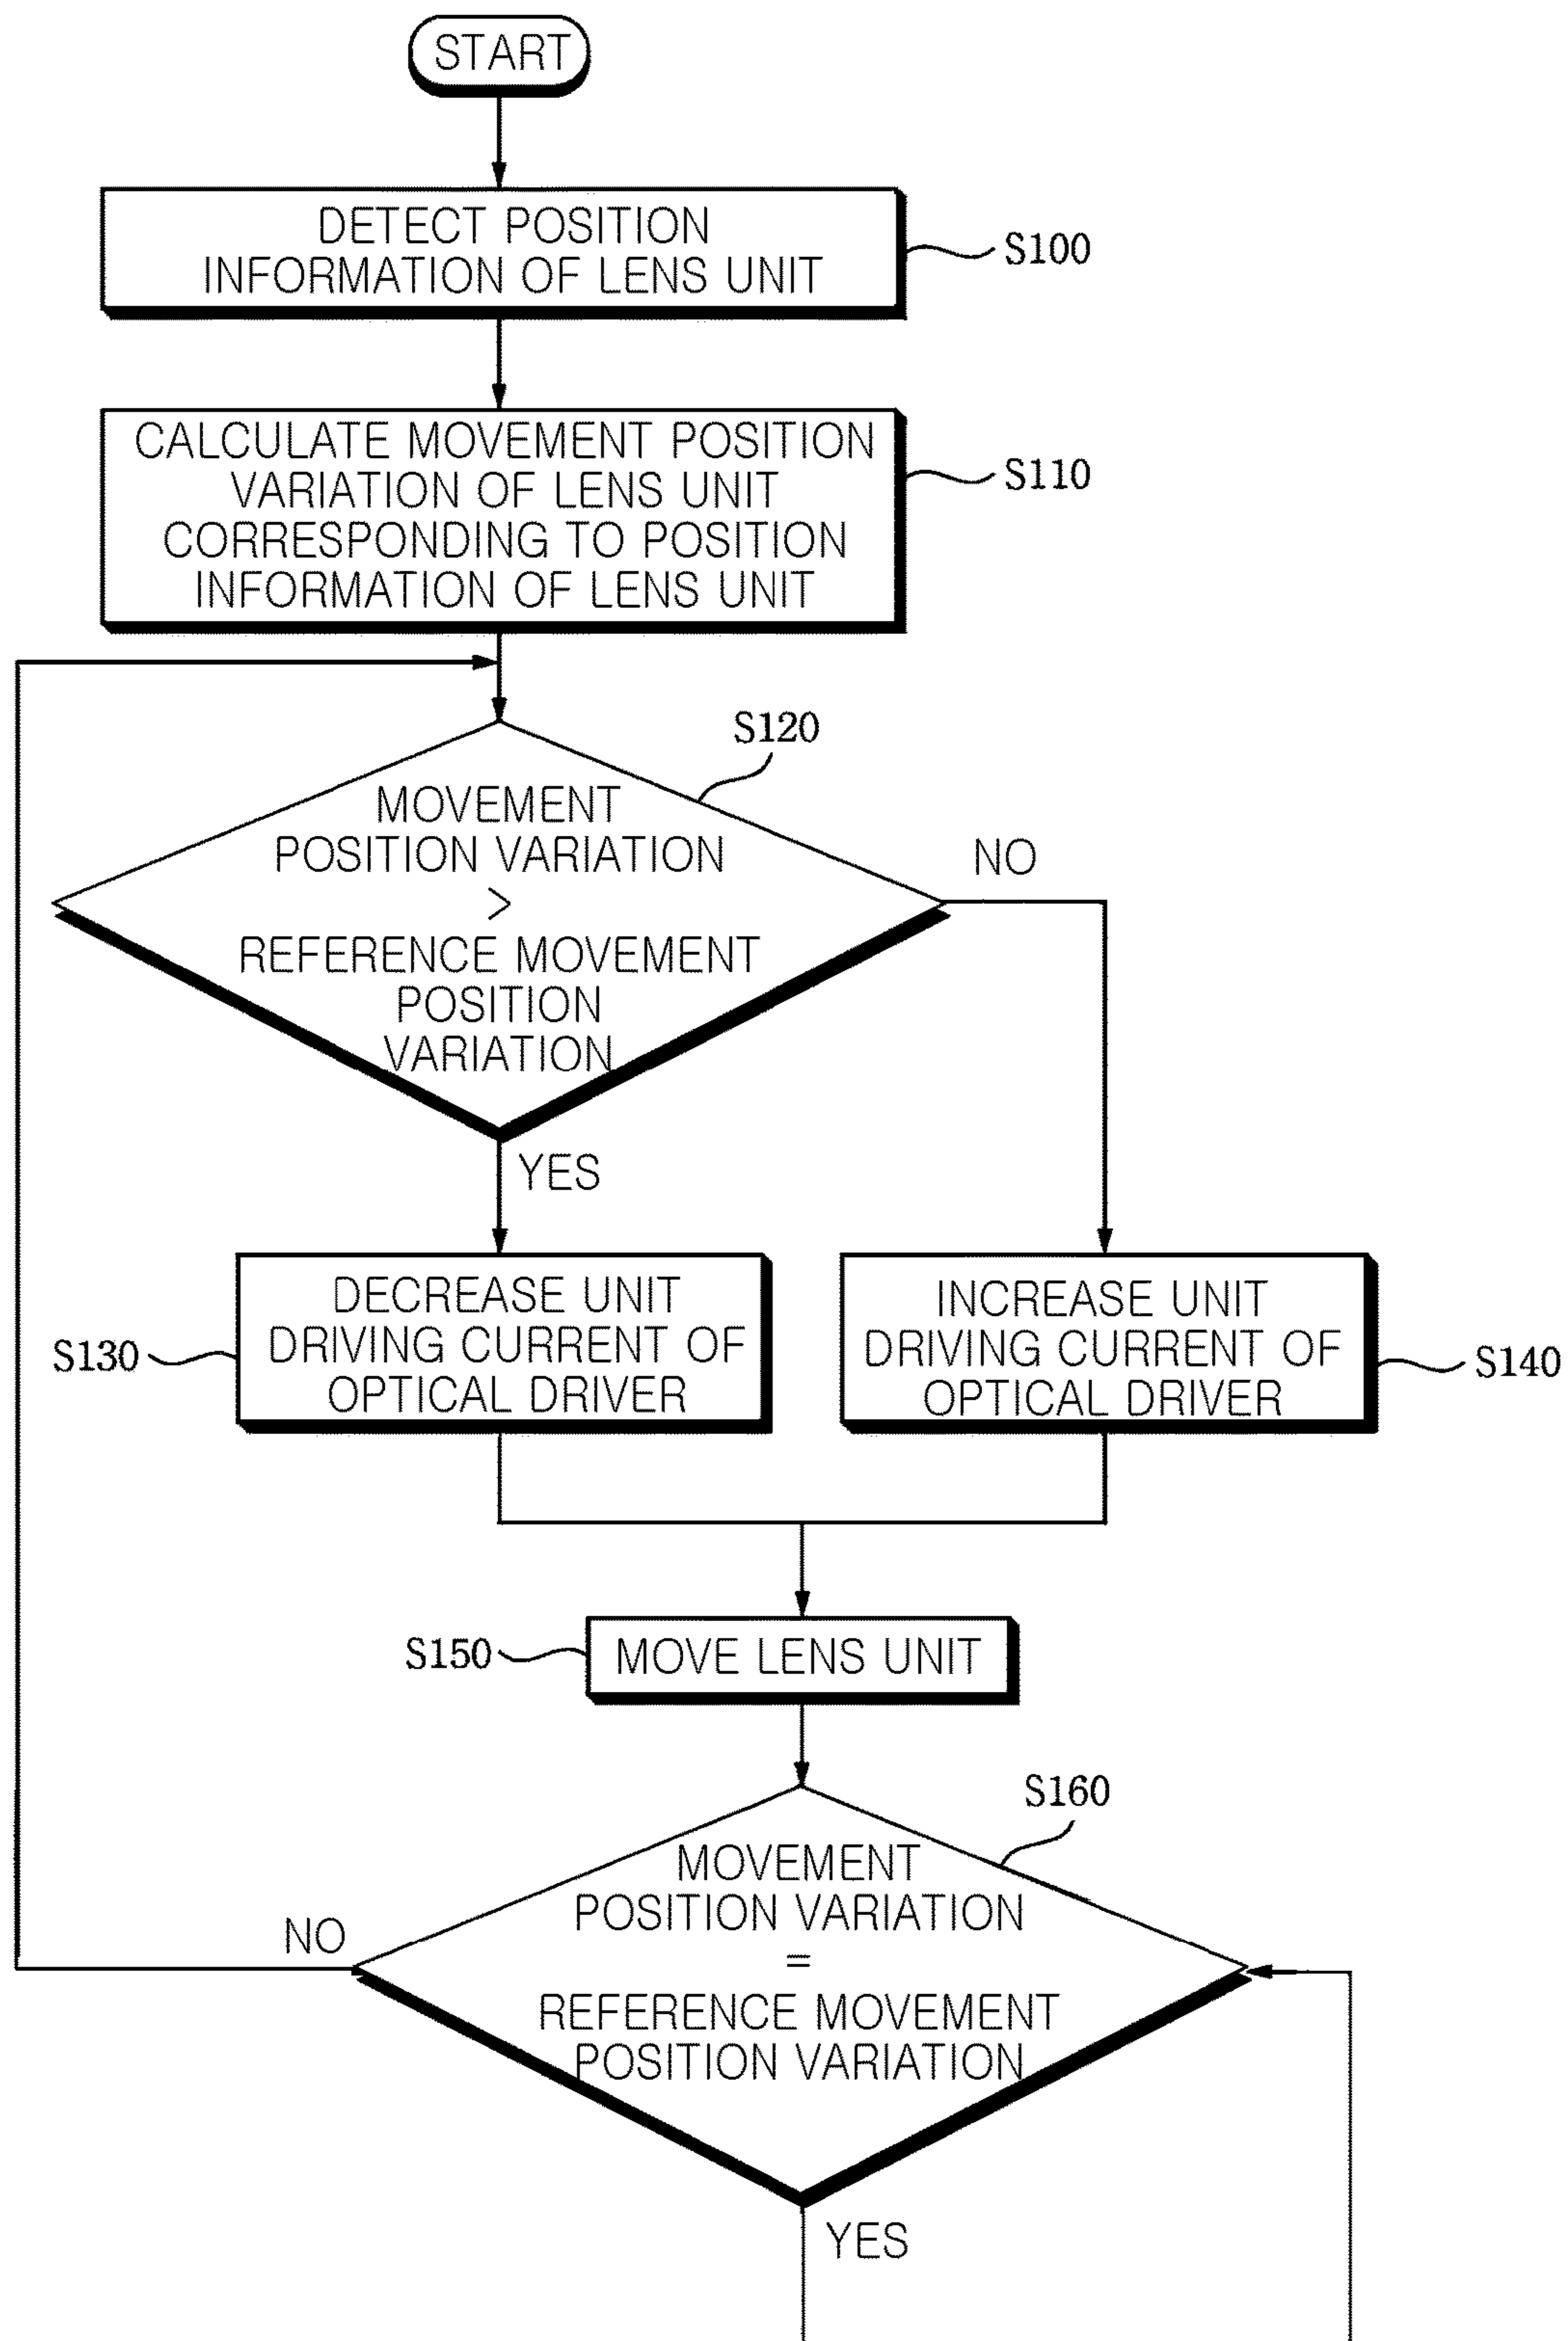 START
DETECT POSITION
INFORMATION OF LENS UNIT
S100
CALCULATE MOVEMENT POSITION
VARIATION OF LENS UNIT
CORRESPONDING TO POSITION
INFORMATION OF LENS UNIT
S110
S120
MOVEMENT
POSITION VARIATION
>
REFERENCE MOVEMENT
POSITION
VARIATION
NO
YES
DECREASE UNIT
DRIVING CURRENT OF
OPTICAL DRIVER
S130
INCREASE UNIT
DRIVING CURRENT OF
OPTICAL DRIVER
S140
S150
MOVE LENS UNIT
S160
MOVEMENT
POSITION VARIATION
=
REFERENCE MOVEMENT
POSITION VARIATION
NO
YES